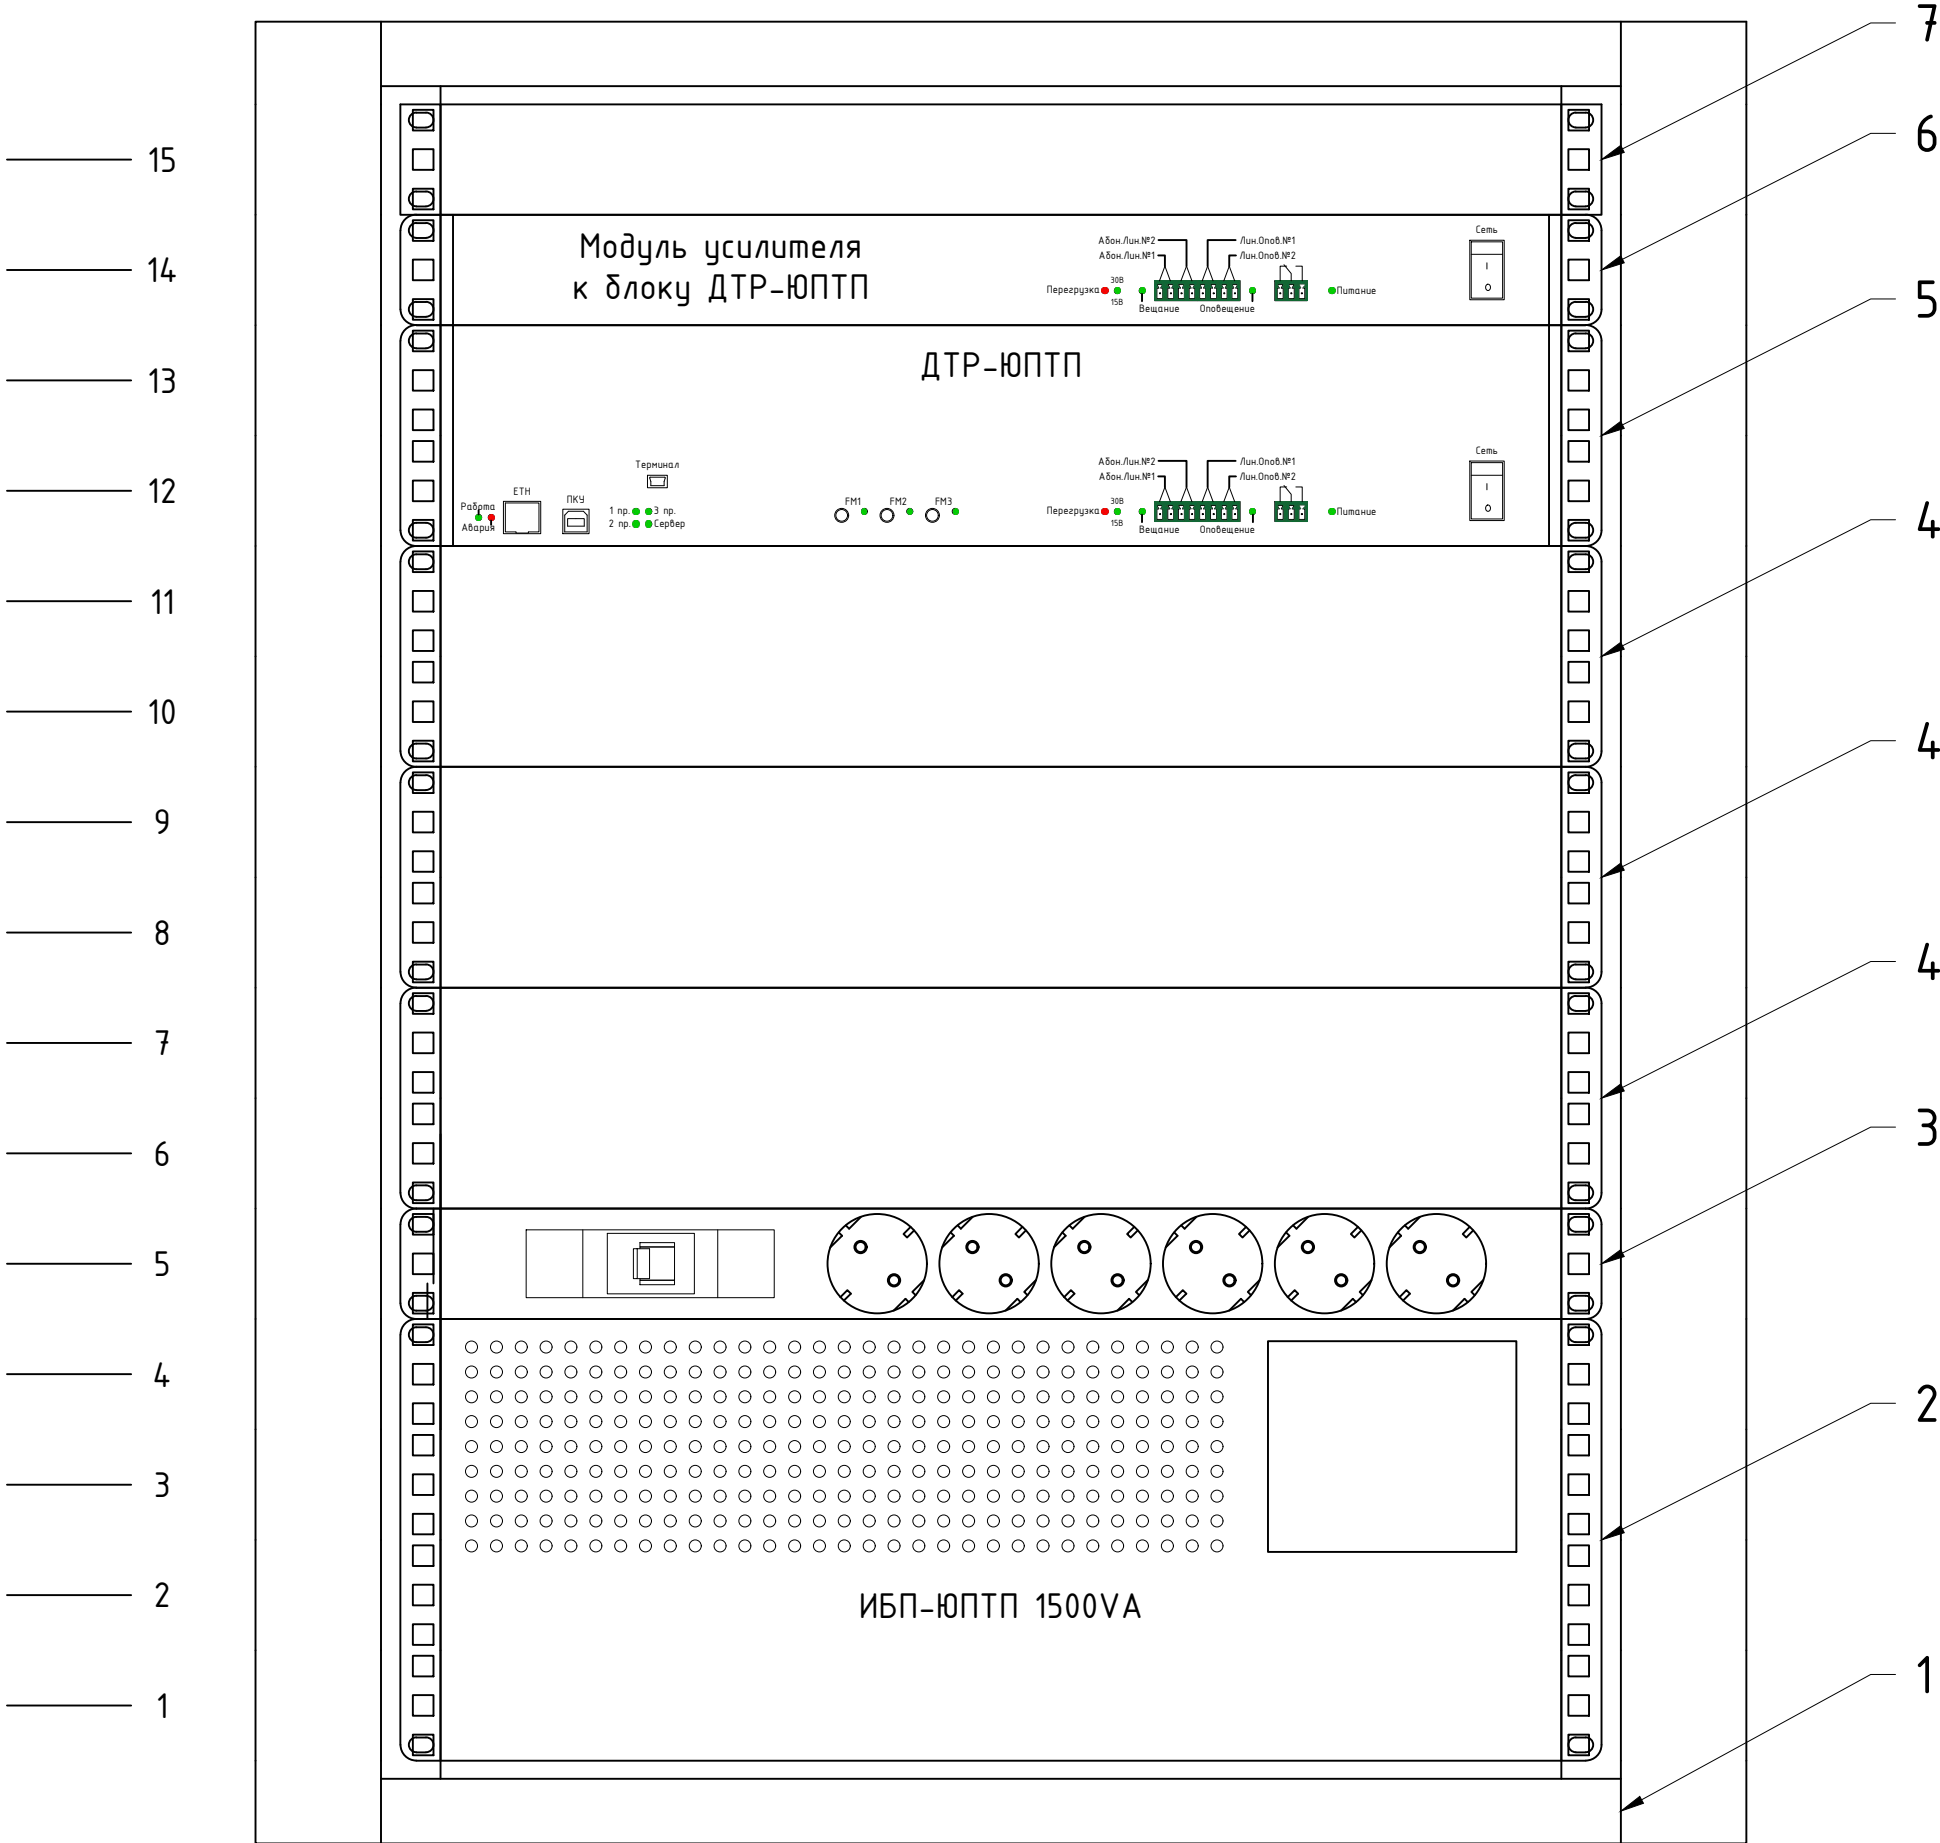 7
6
15
Модуль усилителя
к блоку ДТР-ЮПТП
Абон.Лин.№2
Лин.Опов.№1
Абон.Лин.№1
Лин.Опов.№2
Перегрузка
30В
15В
Вещание
Оповещение
Питание
Сеть
I
O
14
5
13
ДТР-ЮПТП
12
Работа
Авария
ETH
ПКУ
Терминал
1 пр.
3 пр.
2 пр.
Сервер
FM1
FM2
FM3
Абон.Лин.№2
Лин.Опов.№1
Абон.Лин.№1
Лин.Опов.№2
Перегрузка
30В
15В
Вещание
Оповещение
Питание
Сеть
I
O
4
11
10
4
9
8
4
7
6
3
5
4
2
3
2
ИБП-ЮПТП 1500VA
1
1